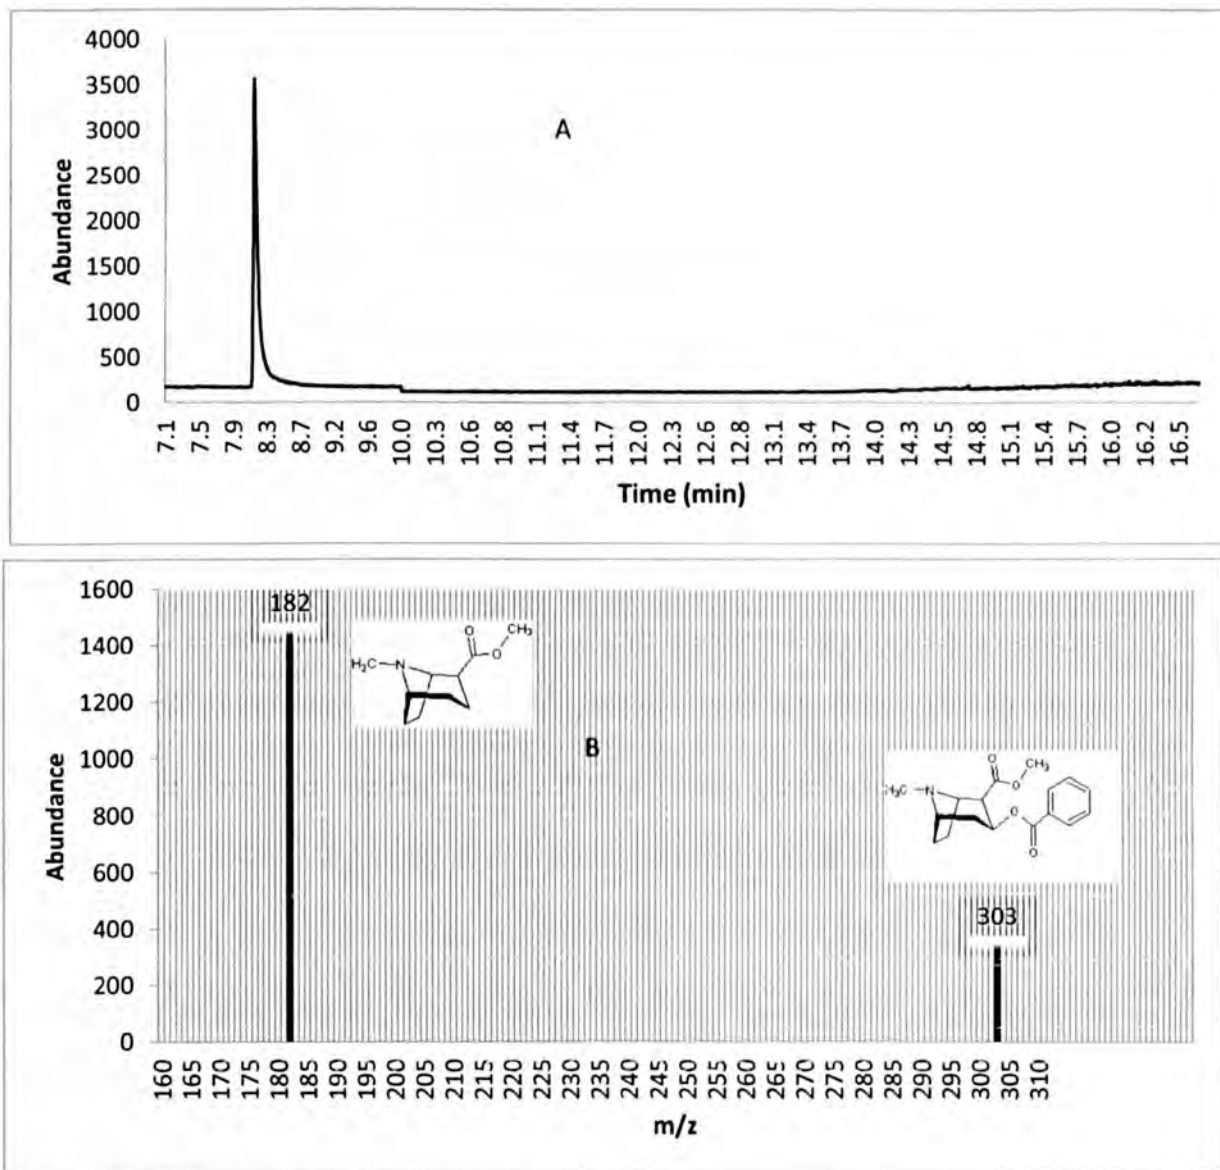 4000
3500
3000
2500
2000
1500
1000
500
0
Abundance
A
7.1 7.5 7.9 8.3 8.7 9.2 9.6 10.0 10.3 10.6 10.8 11.1 11.4 11.7 12.0 12.3 12.6 12.8 13.1 13.4 13.7 14.0 14.3 14.5 14.8 15.1 15.4 15.7 16.0 16.2 16.5
Time (min)
1600
1400
1200
1000
800
600
400
200
0
Abundance
182
O
CH₃
O
H₃C
N
B
O
CH₃
O
H₃C
N
O
O
303
160 165 170 175 180 185 190 195 200 205 210 215 220 225 230 235 240 245 250 255 260 265 270 275 280 285 290 295 300 305 310
m/z